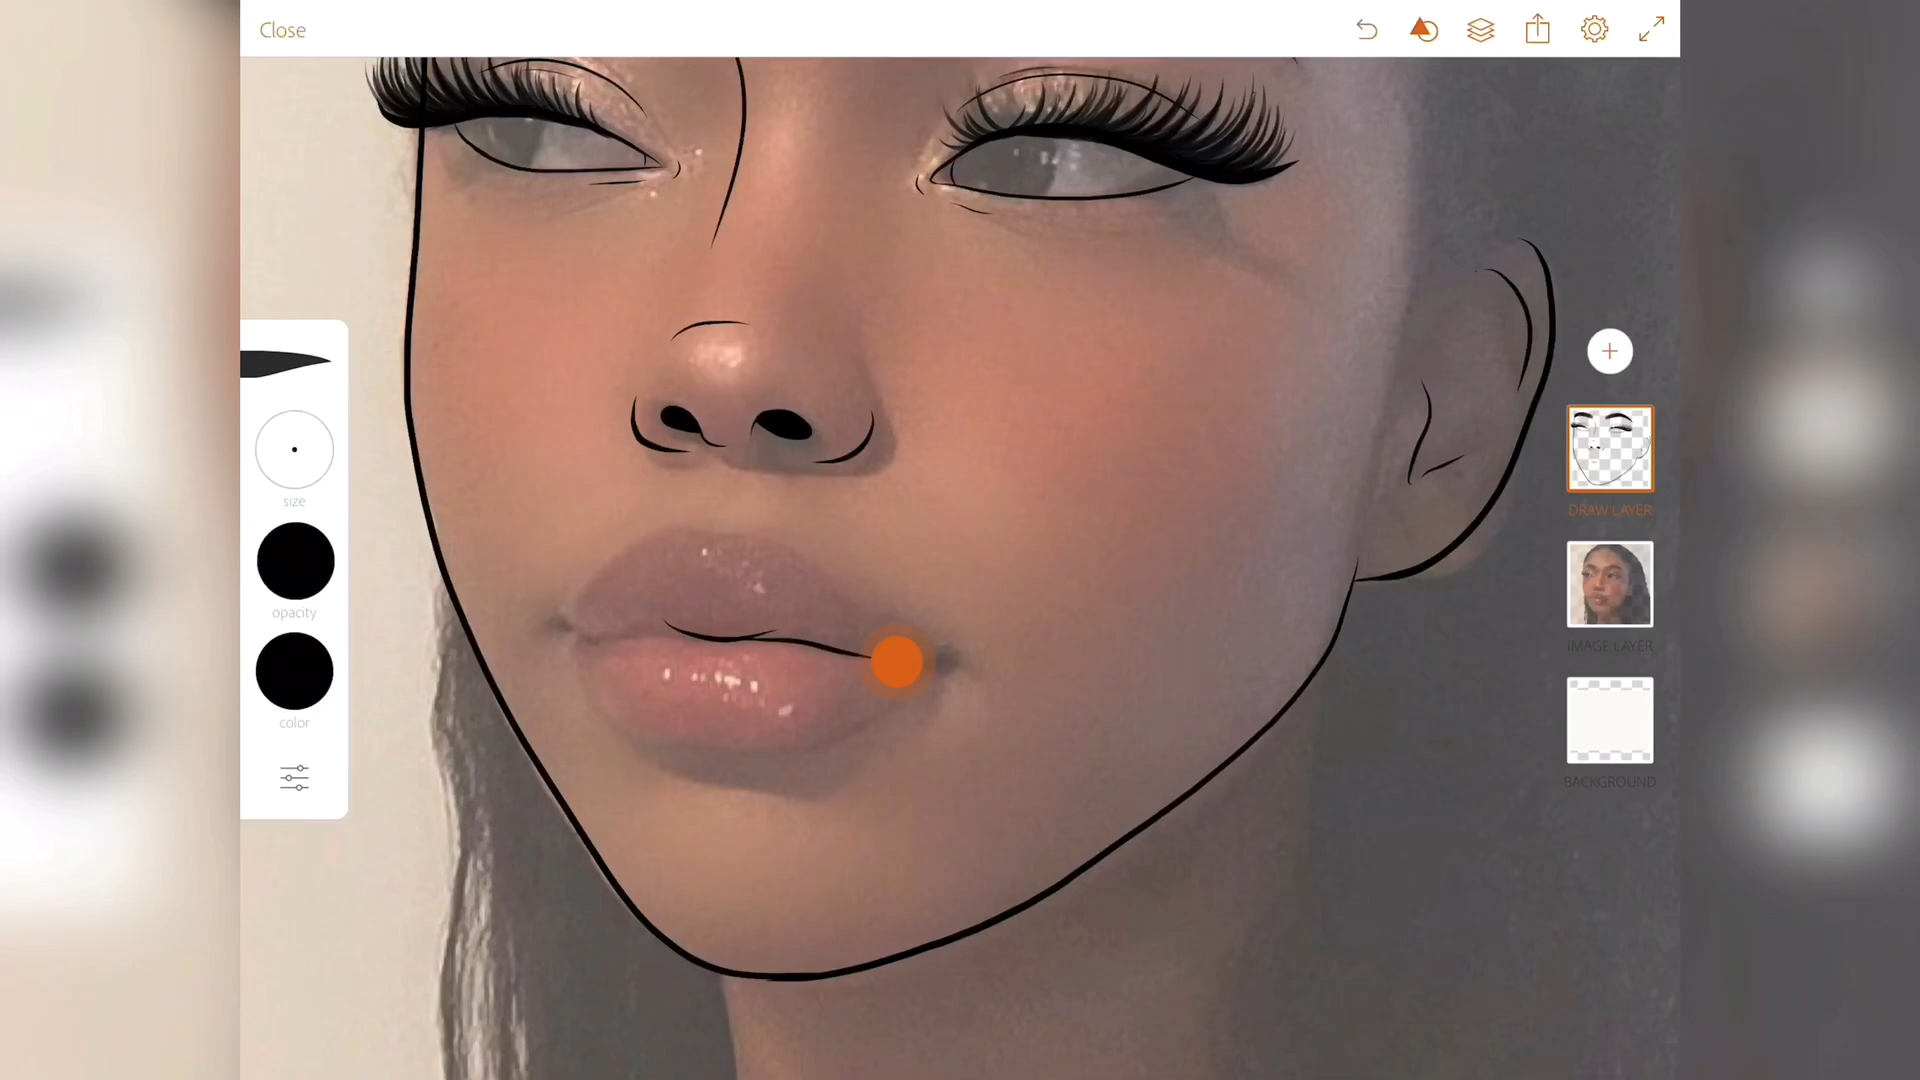 Close
size
opacity
color
DRAW LAYER
IMAGE LAYER
BACKGROUND